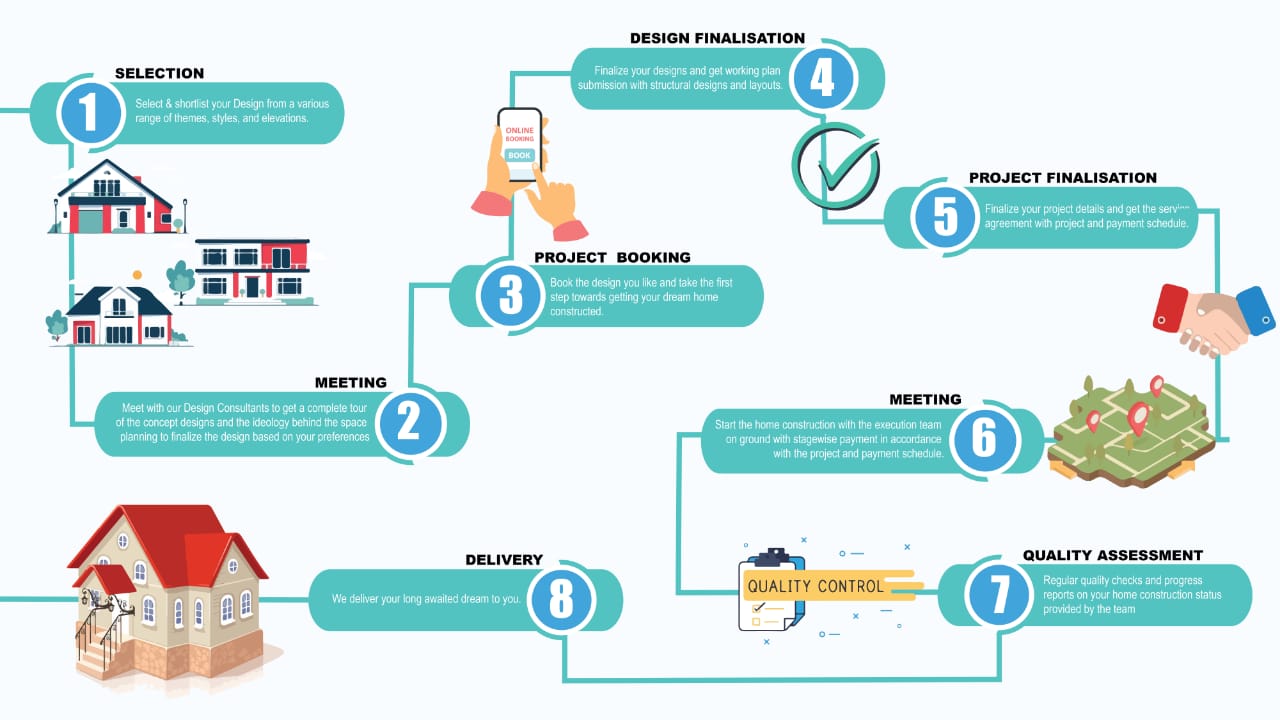 SELECTION
1
Select & shortlist your Design from a various
range of themes, styles, and elevations.
MEETING
2
Meet with our Design Consultants to get a complete tour
of the concept designs and the ideology behind the space
planning to finalize the design based on your preferences
PROJECT BOOKING
3
Book the design you like and take the first
step towards getting your dream home
constructed.
ONLINE
BOOKING
BOOK
DESIGN FINALISATION
4
Finalize your designs and get working plan
submission with structural designs and layouts.
PROJECT FINALISATION
5
Finalize your project details and get the service
agreement with project and payment schedule.
MEETING
6
Start the home construction with the execution team
on ground with stagewise payment in accordance
with the project and payment schedule.
QUALITY ASSESSMENT
7
Regular quality checks and progress
reports on your home construction status
provided by the team
QUALITY CONTROL
DELIVERY
8
We deliver your long awaited dream to you.